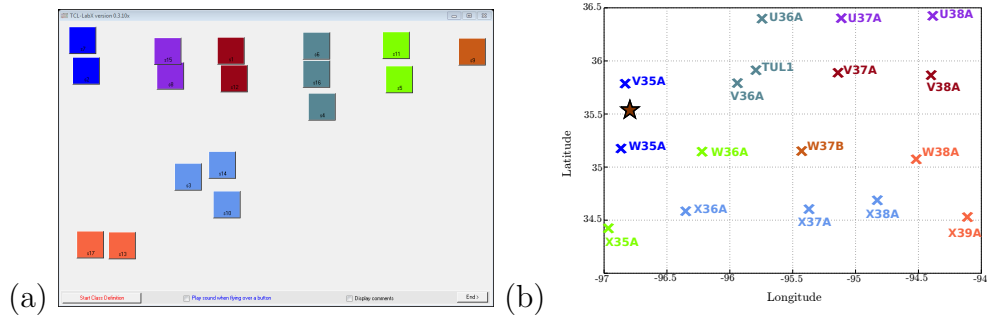 TCL-LabX version 0.3.00x
s15
s9
s7
s12
s6
s16
s8
s11
s5
s3
s14
s10
s17
s13
Start Class Definition
Play sound when flying over a button
Display comments
End >
(a)
36.5
36
35.5
35
34.5
Latitude
U36A
U37A
U38A
V35A
TUL1
V36A
V37A
V38A
W35A
W36A
W37B
W38A
X35A
X36A
X37A
X38A
X39A
-97
-96.5
-96
-95.5
-95
-94.5
-94
Longitude
(b)